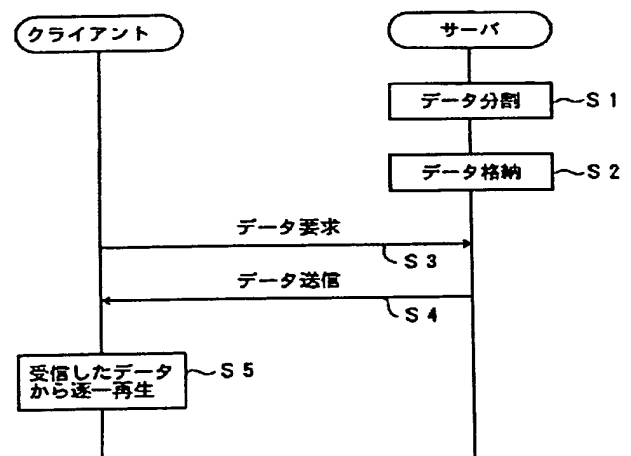 クライアント
サーバ
データ分割
S1
データ格納
S2
データ要求
S3
データ送信
S4
受信したデータ
から逐一再生
S5